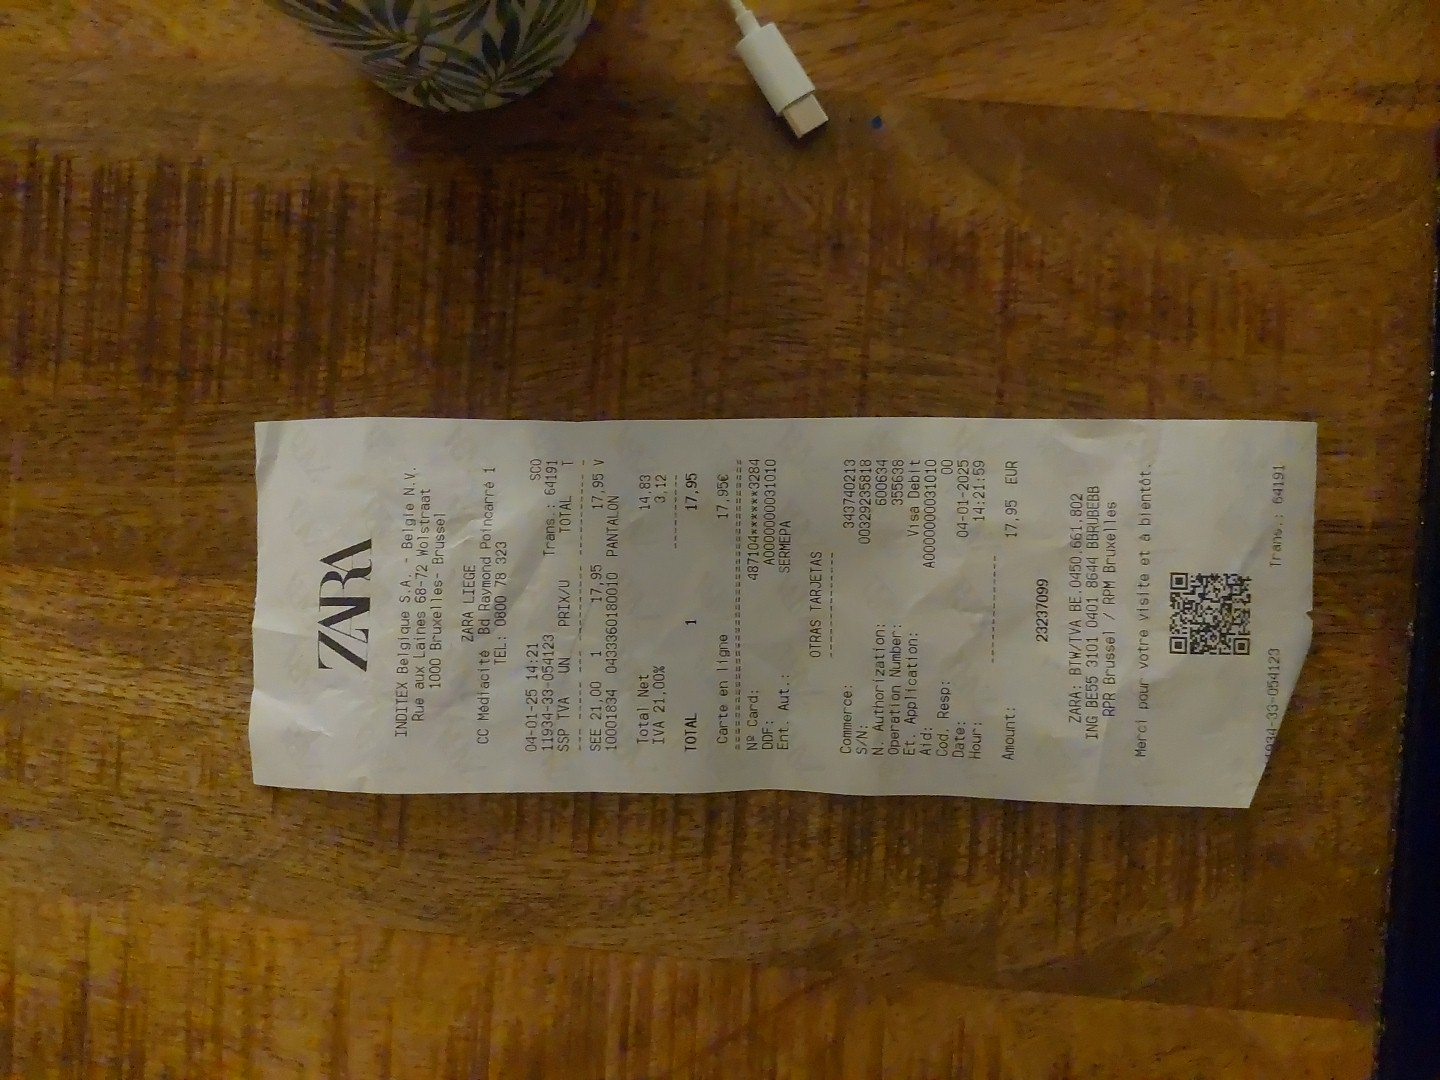 ZARA
INDITEX Belgique S.A. - Belgie N.V.
Rue aux Laines 68-72 Wolstraat
1000 Bruxelles- Brussel
ZARA LIEGE
CC Médiacité Bd Raymond Poincarré 1
TEL: 0800 78 323
04-01-25 14:21 SCO
11934-33-054123 Trans.: 64191
SSP TVA UN PRIX/U TOTAL T
SEE 21,00 1 17,95 17,95 V
10001834 0433360180010 PANTALON
Total Net 14,83
IVA 21,00% 3,12
TOTAL 1 17,95
Carte en ligne 17,95€
Nº Card: 487104******3284
DDF: A0000000031010
Ent. Aut.: SERMEPA
OTRAS TARJETAS
Commerce: 343740213
S/N: 00329235818
N. Authorization: 600634
Operation Number: 355638
Et. Application: Visa Debit
Aid: A0000000031010
Cod. Resp: 00
Date: 04-01-2025
Hour: 14:21:59
Amount: 17,95 EUR
23237099
ZARA: BTW/TVA BE.0450.661.802
ING BE55 3101 0401 8644 BBRUBEBB
RPR Brussel / RPM Bruxelles
Merci pour votre visite et à bientôt.
Trans.: 64191